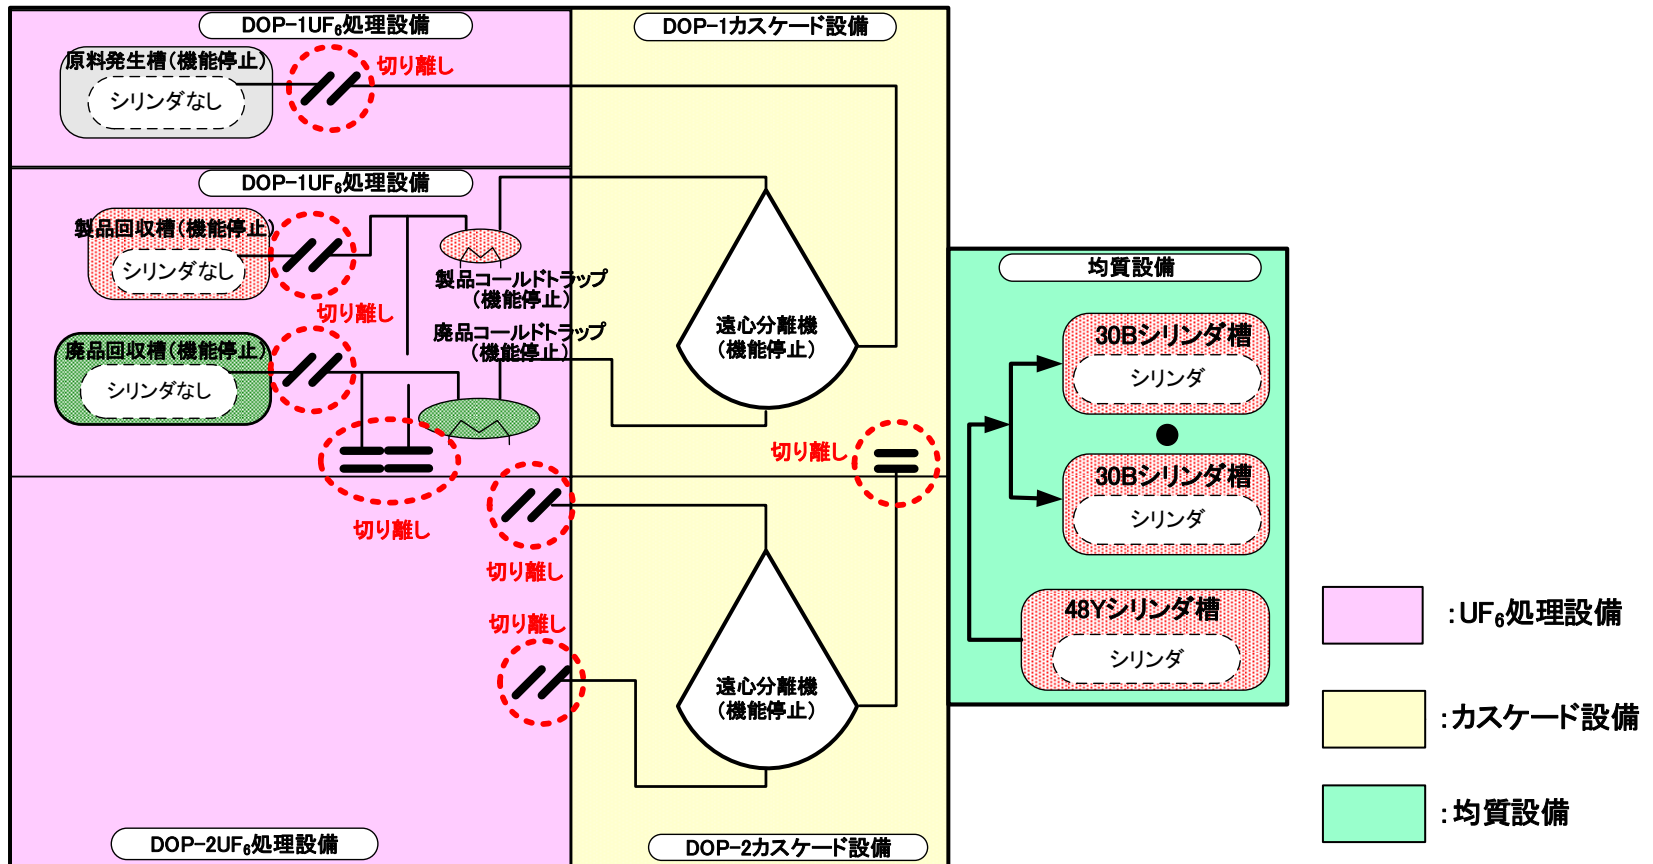 DOP-1UF₆処理設備
DOP-1カスケード設備
原料発生槽(機能停止)
シリンダなし
切り離し
DOP-1UF₆処理設備
製品回収槽(機能停止)
シリンダなし
切り離し
製品コールドトラップ
(機能停止)
廃品コールドトラップ
(機能停止)
廃品回収槽(機能停止)
シリンダなし
切り離し
切り離し
切り離し
遠心分離機
(機能停止)
切り離し
遠心分離機
(機能停止)
DOP-2UF₆処理設備
DOP-2カスケード設備
均質設備
30Bシリンダ槽
シリンダ
30Bシリンダ槽
シリンダ
48Yシリンダ槽
シリンダ
:UF₆処理設備
:カスケード設備
:均質設備